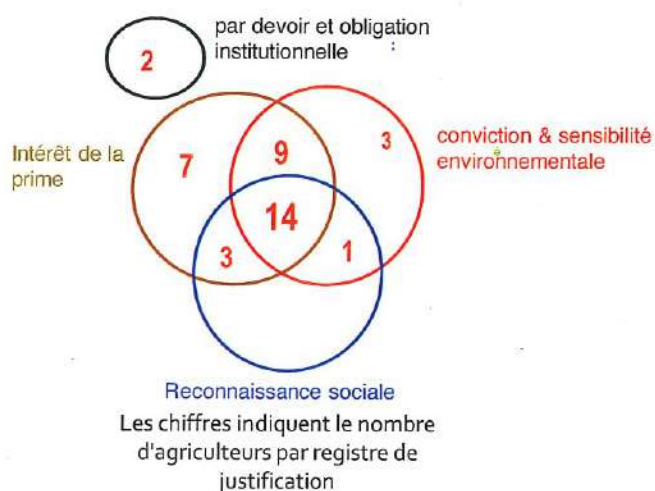 par devoir et obligation
institutionnelle
2
Intérêt de la
prime
7
9
3
conviction & sensibilité
environnementale
14
3
1
Reconnaissance sociale
Les chiffres indiquent le nombre
d'agriculteurs par registre de
justification